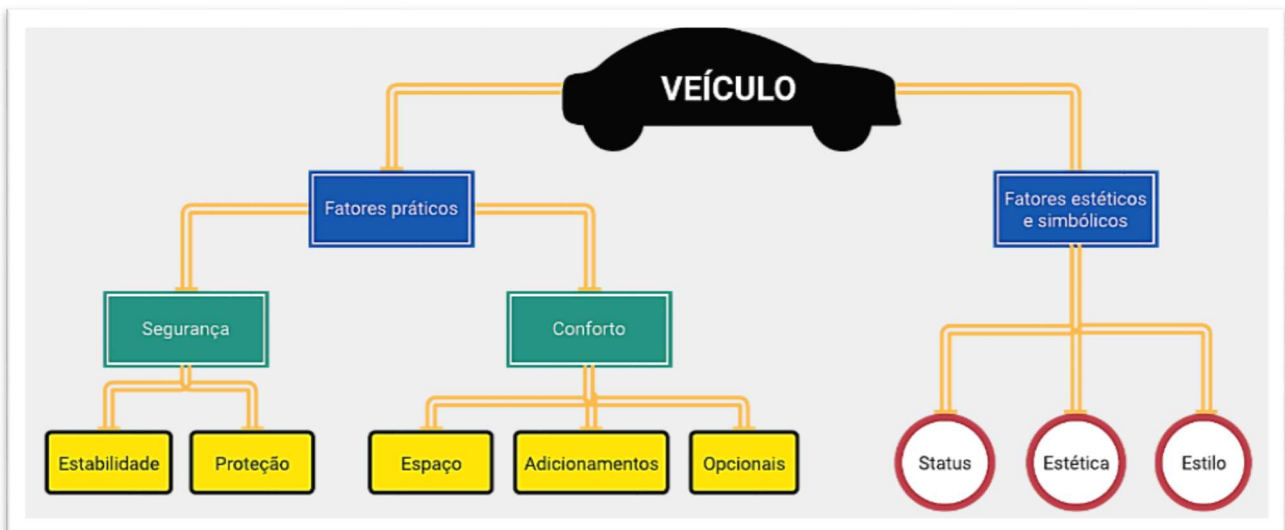 VEÍCULO
Fatores práticos
Fatores estéticos
e simbólicos
Segurança
Conforto
Estabilidade
Proteção
Espaço
Adicionamentos
Opcionais
Status
Estética
Estilo